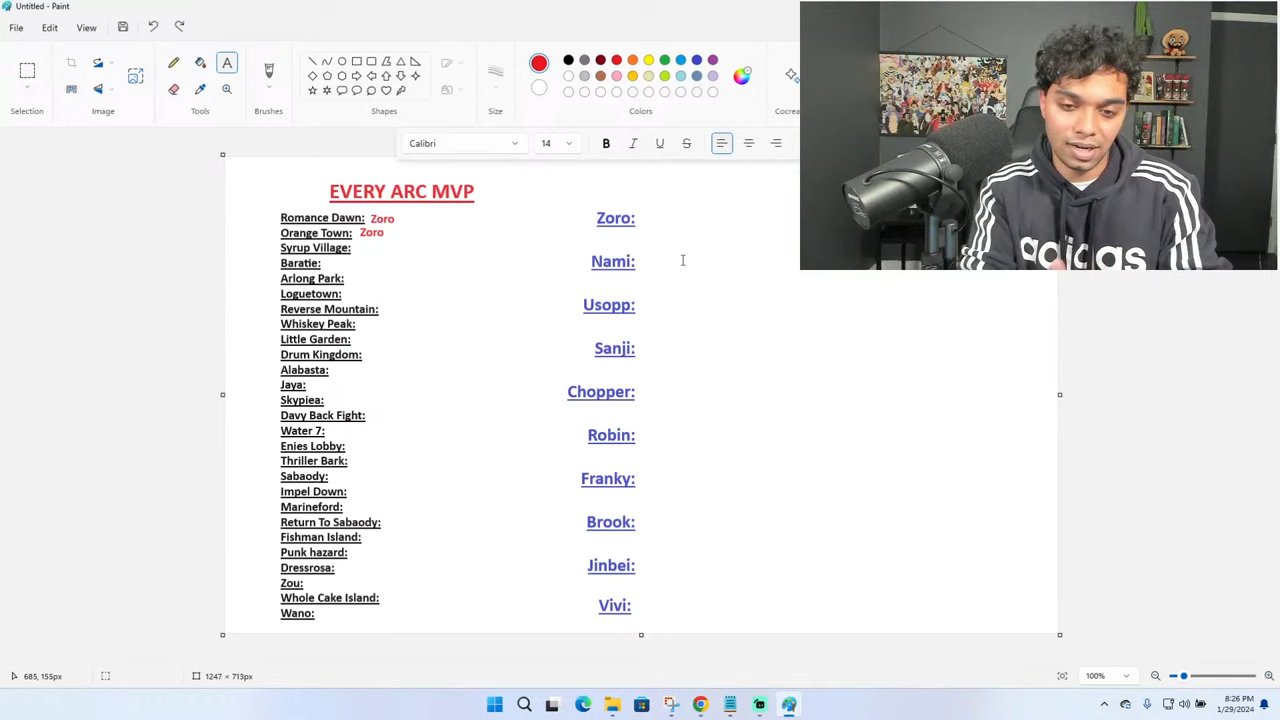 Untitled - Paint
File Edit View
Selection Image Tools Brushes Shapes Size Colors Cocrea
Calibri 14 B I U S
EVERY ARC MVP
Romance Dawn: Zoro
Orange Town: Zoro
Syrup Village:
Baratie:
Arlong Park:
Loguetown:
Reverse Mountain:
Whiskey Peak:
Little Garden:
Drum Kingdom:
Alabasta:
Jaya:
Skypiea:
Davy Back Fight:
Water 7:
Enies Lobby:
Thriller Bark:
Sabaody:
Impel Down:
Marineford:
Return To Sabaody:
Fishman Island:
Punk hazard:
Dressrosa:
Zou:
Whole Cake Island:
Wano:
Zoro:
Nami:
Usopp:
Sanji:
Chopper:
Robin:
Franky:
Brook:
Jinbei:
Vivi:
adidas
685, 155px
1247 × 713px
100%
8:26 PM
1/29/2024